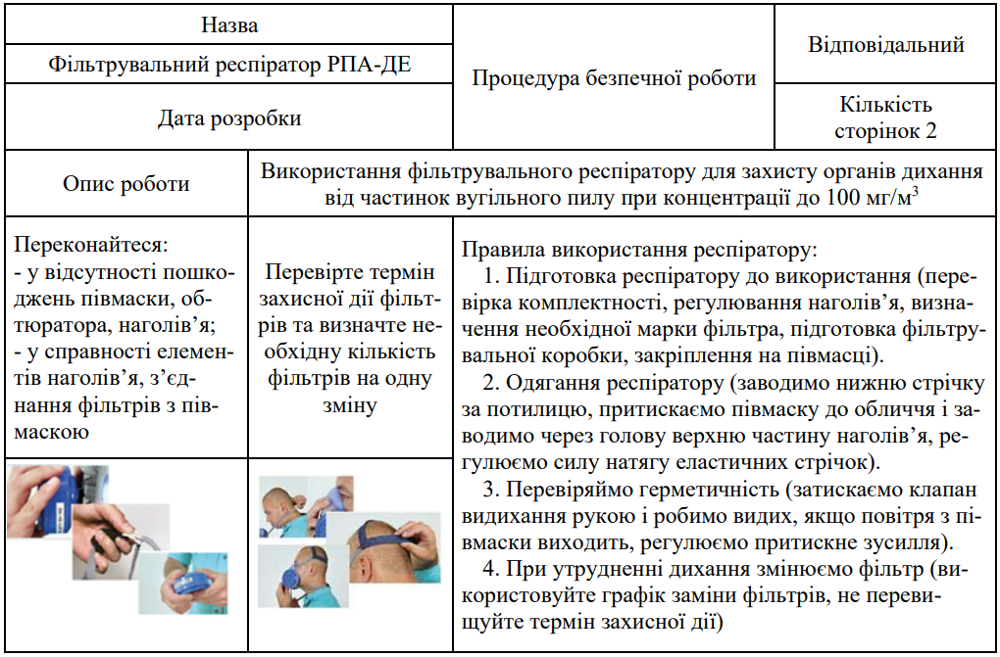 Назва
Фільтрувальний респіратор РПА-ДЕ
Дата розробки
Процедура безпечної роботи
Відповідальний
Кількість
сторінок 2
Опис роботи
Використання фільтрувального респіратору для захисту органів дихання
від частинок вугільного пилу при концентрації до 100 мг/м³
Переконайтеся:
- у відсутності пошко-
джень півмаски, об-
тюратора, наголів’я;
- у справності елемен-
тів наголів’я, з’єд-
нання фільтрів з пів-
маскою
Перевірте термін
захисної дії фільт-
рів та визначте не-
обхідну кількість
фільтрів на одну
зміну
Правила використання респіратору:
1. Підготовка респіратору до використання (пере-
вірка комплектності, регулювання наголів’я, визна-
чення необхідної марки фільтра, підготовка фільтру-
вальної коробки, закріплення на півмасці).
2. Одягання респіратору (заводимо нижню стрічку
за потилицю, притискаємо півмаску до обличчя і за-
водимо через голову верхню частину наголів’я, ре-
гулюємо силу натягу еластичних стрічок).
3. Перевіряймо герметичність (затискаємо клапан
видихання рукою і робимо видих, якщо повітря з пі-
вмаски виходить, регулюємо притискне зусилля).
4. При утрудненні дихання змінюємо фільтр (ви-
користовуйте графік заміни фільтрів, не переви-
щуйте термін захисної дії)